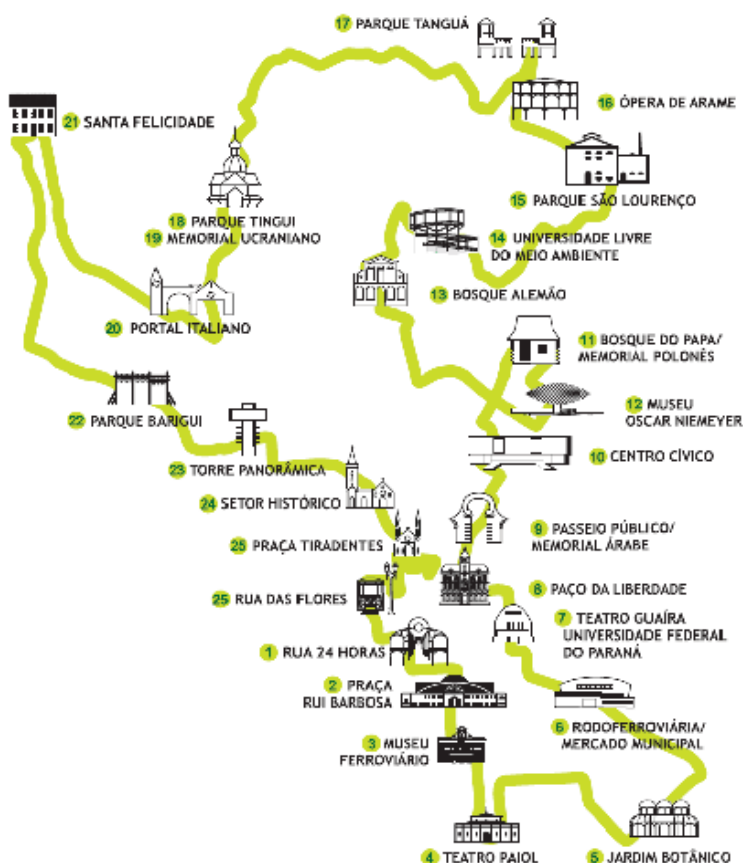 17 PARQUE TANGUÁ
16 ÓPERA DE ARAME
21 SANTA FELICIDADE
15 PARQUE SÃO LOURENÇO
18 PARQUE TINGUI
19 MEMORIAL UCRANIANO
14 UNIVERSIDADE LIVRE
DO MEIO AMBIENTE
13 BOSQUE ALEMÃO
20 PORTAL ITALIANO
11 BOSQUE DO PAPA/
MEMORIAL POLONÊS
12 MUSEU
OSCAR NIEMEYER
22 PARQUE BARIGUI
10 CENTRO CÍVICO
23 TORRE PANORÂMICA
24 SETOR HISTÓRICO
9 PASSEIO PÚBLICO/
MEMORIAL ÁRABE
25 PRAÇA TIRADENTES
8 PAÇO DA LIBERDADE
25 RUA DAS FLORES
7 TEATRO GUAÍRA
UNIVERSIDADE FEDERAL
DO PARANÁ
1 RUA 24 HORAS
2 PRAÇA
RUI BARBOSA
6 RODOFERROVIÁRIA/
MERCADO MUNICIPAL
3 MUSEU
FERROVIÁRIO
4 TEATRO PAIOL
5 JARDIM BOTÂNICO